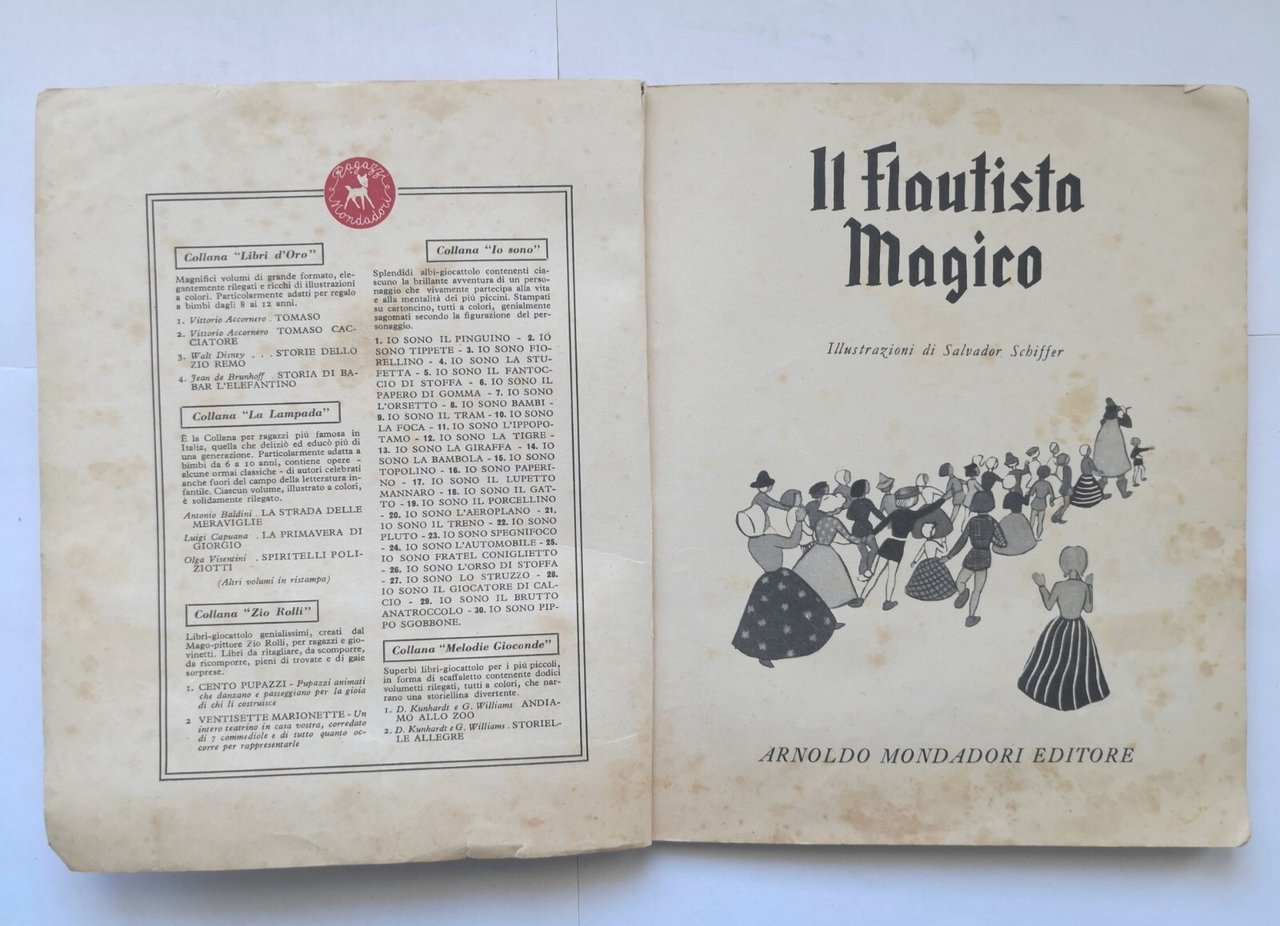 Ragazzi
Mondadori
Collana "Libri d'Oro"
Magnifici volumi di grande formato, ele-
gantemente rilegati e ricchi di illustrazioni
a colori. Particolarmente adatti per regalo
a bimbi dagli 8 ai 12 anni.
1. Vittorio Accornero . TOMASO
2. Vittorio Accornero TOMASO CAC-
CIATORE
3. Walt Disney . . . STORIE DELLO
ZIO REMO
4. Jean de Brunhoff STORIA DI BA-
BAR L'ELEFANTINO
Collana "La Lampada"
È la Collana per ragazzi più famosa in
Italia, quella che deliziò ed educò più di
una generazione. Particolarmente adatta a
bimbi da 6 a 10 anni, contiene opere -
alcune ormai classiche - di autori celebrati
anche fuori del campo della letteratura in-
fantile. Ciascun volume, illustrato a colori,
è solidamente rilegato.
Antonio Baldini . LA STRADA DELLE
MERAVIGLIE
Luigi Capuana . LA PRIMAVERA DI
GIORGIO
Olga Visentini . SPIRITELLI POLI-
ZIOTTI
(Altri volumi in ristampa)
Collana "Zio Rolli"
Libri-giocattolo genialissimi, creati dal
Mago-pittore Zio Rolli, per ragazzi e gio-
vinetti. Libri da ritagliare, da scomporre,
da ricomporre, pieni di trovate e di gaie
sorprese.
1. CENTO PUPAZZI - Pupazzi animati
che danzano e passeggiano per la gioia
di chi li costruisce
2 VENTISETTE MARIONETTE - Un
intero teatrino in casa vostra, corredato
di 7 commediole e di tutto quanto oc-
corre per rappresentarle
Collana "Io sono"
Splendidi albi-giocattolo contenenti cia-
scuno la brillante avventura di un perso-
naggio che vivamente partecipa alla vita
e alla mentalità dei più piccini. Stampati
su cartoncino, tutti a colori, genialmente
sagomati secondo la figurazione del per-
sonaggio.
1. IO SONO IL PINGUINO - 2. IO
SONO TIPPETE - 3. IO SONO FIO-
RELLINO - 4. IO SONO LA STU-
FETTA - 5. IO SONO IL FANTOC-
CIO DI STOFFA - 6. IO SONO IL
PAPERO DI GOMMA - 7. IO SONO
L'ORSETTO - 8. IO SONO BAMBI -
9. IO SONO IL TRAM - 10. IO SONO
LA FOCA - 11. IO SONO L'IPPOPO-
TAMO - 12. IO SONO LA TIGRE -
13. IO SONO LA GIRAFFA - 14. IO
SONO LA BAMBOLA - 15. IO SONO
TOPOLINO - 16. IO SONO PAPERI-
NO - 17. IO SONO IL LUPETTO
MANNARO - 18. IO SONO IL GAT-
TO - 19. IO SONO IL PORCELLINO
- 20. IO SONO L'AEROPLANO - 21.
IO SONO IL TRENO - 22. IO SONO
PLUTO - 23. IO SONO SPEGNIFOCO
- 24. IO SONO L'AUTOMOBILE - 25.
IO SONO FRATEL CONIGLIETTO
- 26. IO SONO L'ORSO DI STOFFA
- 27. IO SONO LO STRUZZO - 28.
IO SONO IL GIOCATORE DI CAL-
CIO - 29. IO SONO IL BRUTTO
ANATROCCOLO - 30. IO SONO PIP-
PO SGOBBONE.
Collana "Melodie Gioconde"
Superbi libri-giocattolo per i più piccoli,
in forma di scaffaletto contenente dodici
volumetti rilegati, tutti a colori, che nar-
rano una storiellina divertente.
1. D. Kunhardt e G. Williams ANDIA-
MO ALLO ZOO
2. D. Kunhardt e G. Williams . STORIEL-
LE ALLEGRE
Il Flautista
Magico
Illustrazioni di Salvador Schiffer
ARNOLDO MONDADORI EDITORE